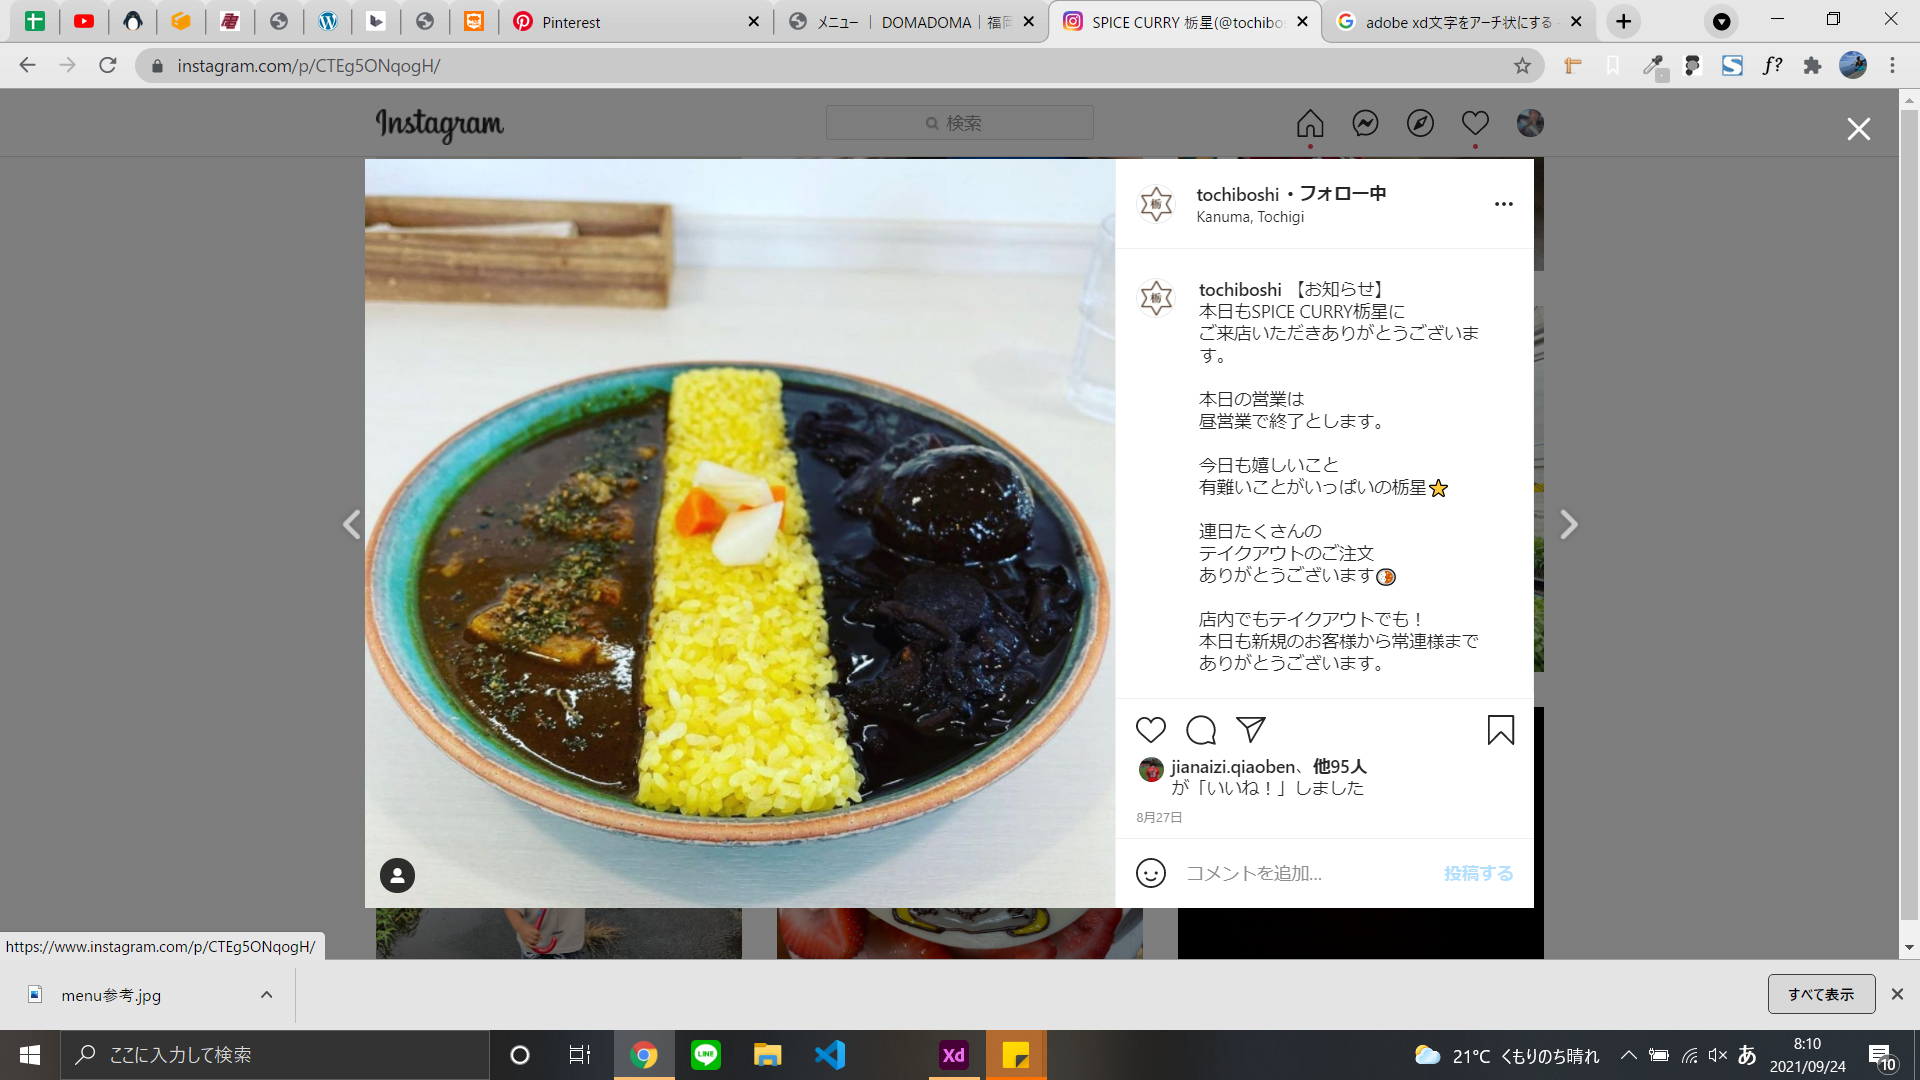 Pinterest
メニュー ｜ DOMADOMA｜福岡
SPICE CURRY 栃星(@tochibos
adobe xd文字をアーチ状にする
instagram.com/p/CTEg5ONqogH/
f?
Instagram
検索
栃
tochiboshi・フォロー中
Kanuma, Tochigi
栃
tochiboshi 【お知らせ】
本日もSPICE CURRY栃星に
ご来店いただきありがとうございま
す。
本日の営業は
昼営業で終了とします。
今日も嬉しいこと
有難いことがいっぱいの栃星⭐
連日たくさんの
テイクアウトのご注文
ありがとうございます🍛
店内でもテイクアウトでも！
本日も新規のお客様から常連様まで
ありがとうございます。
jianaizi.qiaoben、他95人
が「いいね！」しました
8月27日
コメントを追加...
投稿する
https://www.instagram.com/p/CTEg5ONqogH/
menu参考.jpg
すべて表示
ここに入力して検索
LINE
Xd
21°C くもりのち晴れ
あ
8:10
2021/09/24
10